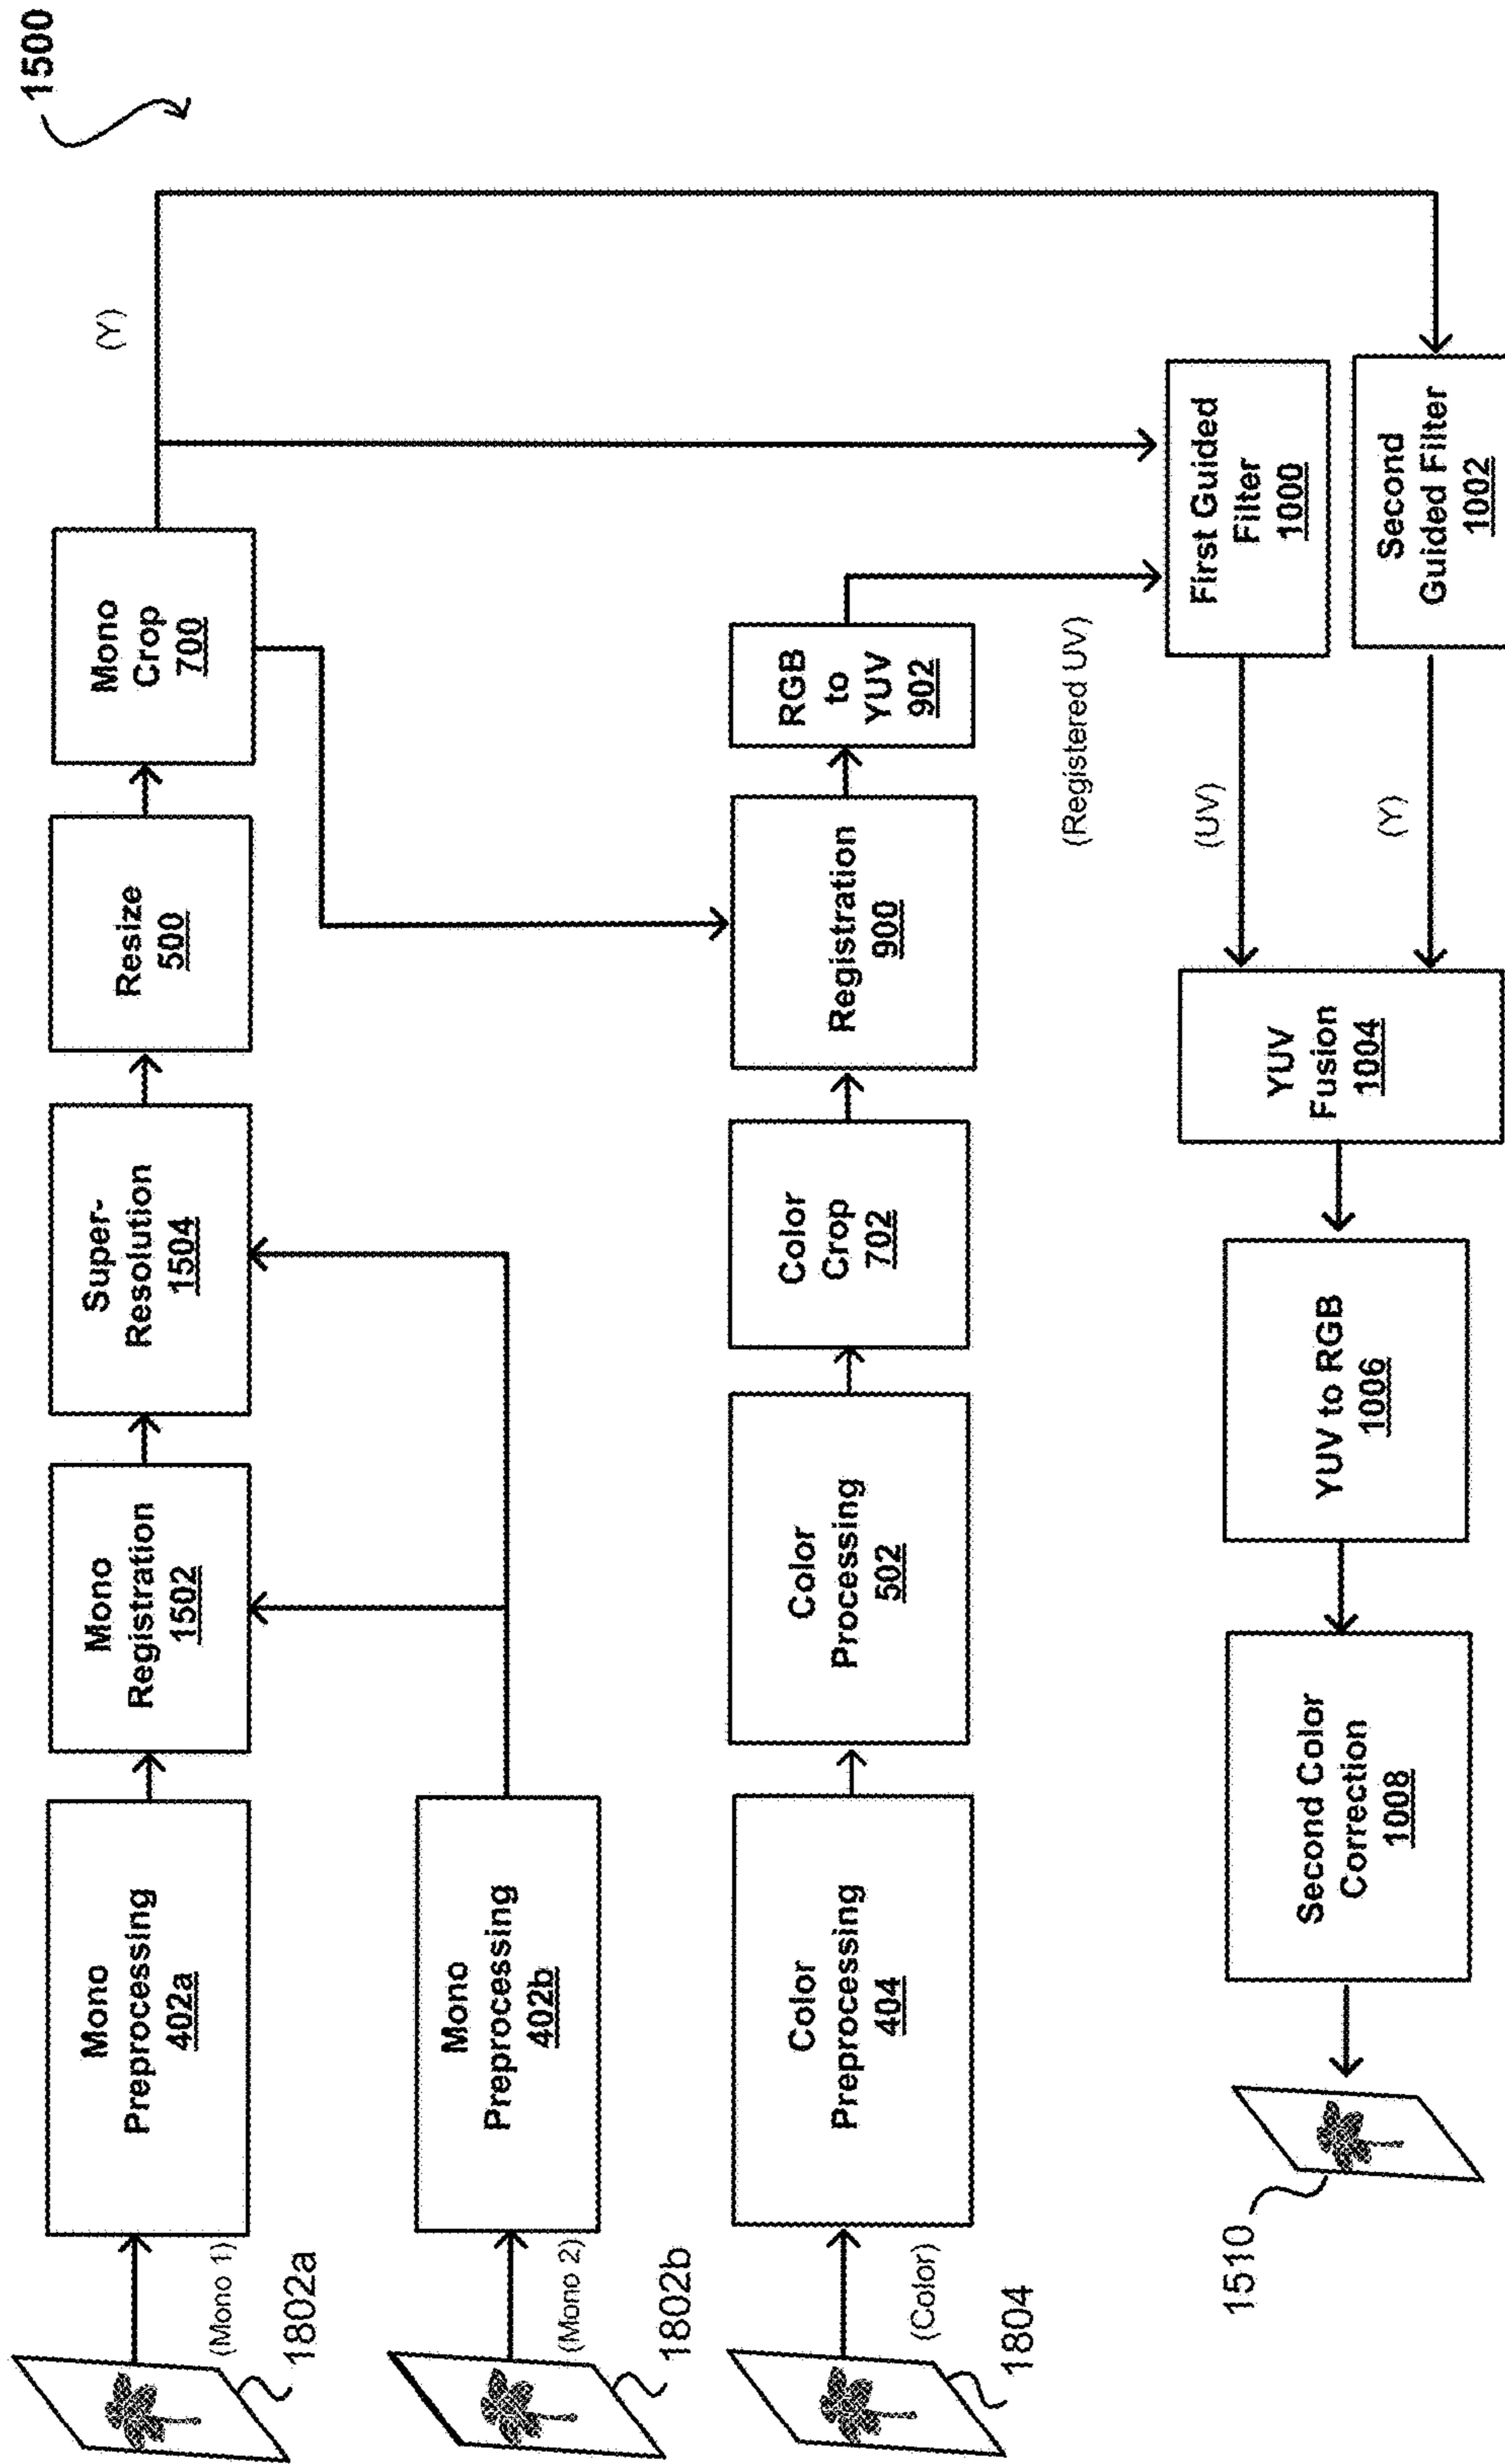 1500
Mono
Preprocessing
402a
Mono
Registration
1502
Super-
Resolution
1504
Resize
500
Mono
Crop
700
(Y)
(Mono 1)
1802a
Mono
Preprocessing
402b
(Mono 2)
1802b
Color
Preprocessing
404
Color
Processing
502
Color
Crop
702
Registration
900
RGB
to
YUV
902
(Color)
1804
(Registered UV)
First Guided
Filter
1000
(UV)
Second
Guided Filter
1002
(Y)
YUV
Fusion
1004
YUV to RGB
1006
Second Color
Correction
1008
1510